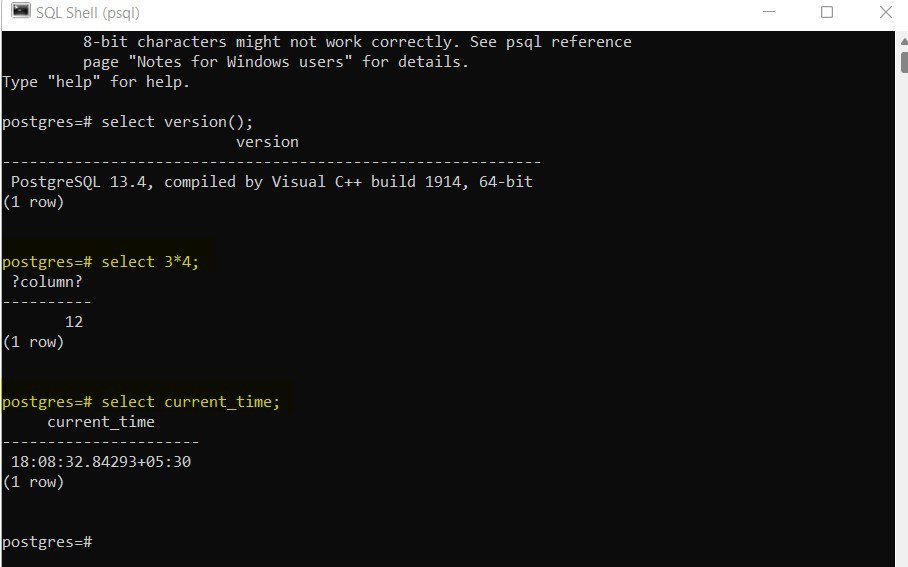 SQL Shell (psql)
8-bit characters might not work correctly. See psql reference
page "Notes for Windows users" for details.
Type "help" for help.
postgres=# select version();
version
------------------------------------------------------------
PostgreSQL 13.4, compiled by Visual C++ build 1914, 64-bit
(1 row)
postgres=# select 3*4;
?column?
----------
12
(1 row)
postgres=# select current_time;
current_time
----------------------
18:08:32.84293+05:30
(1 row)
postgres=#